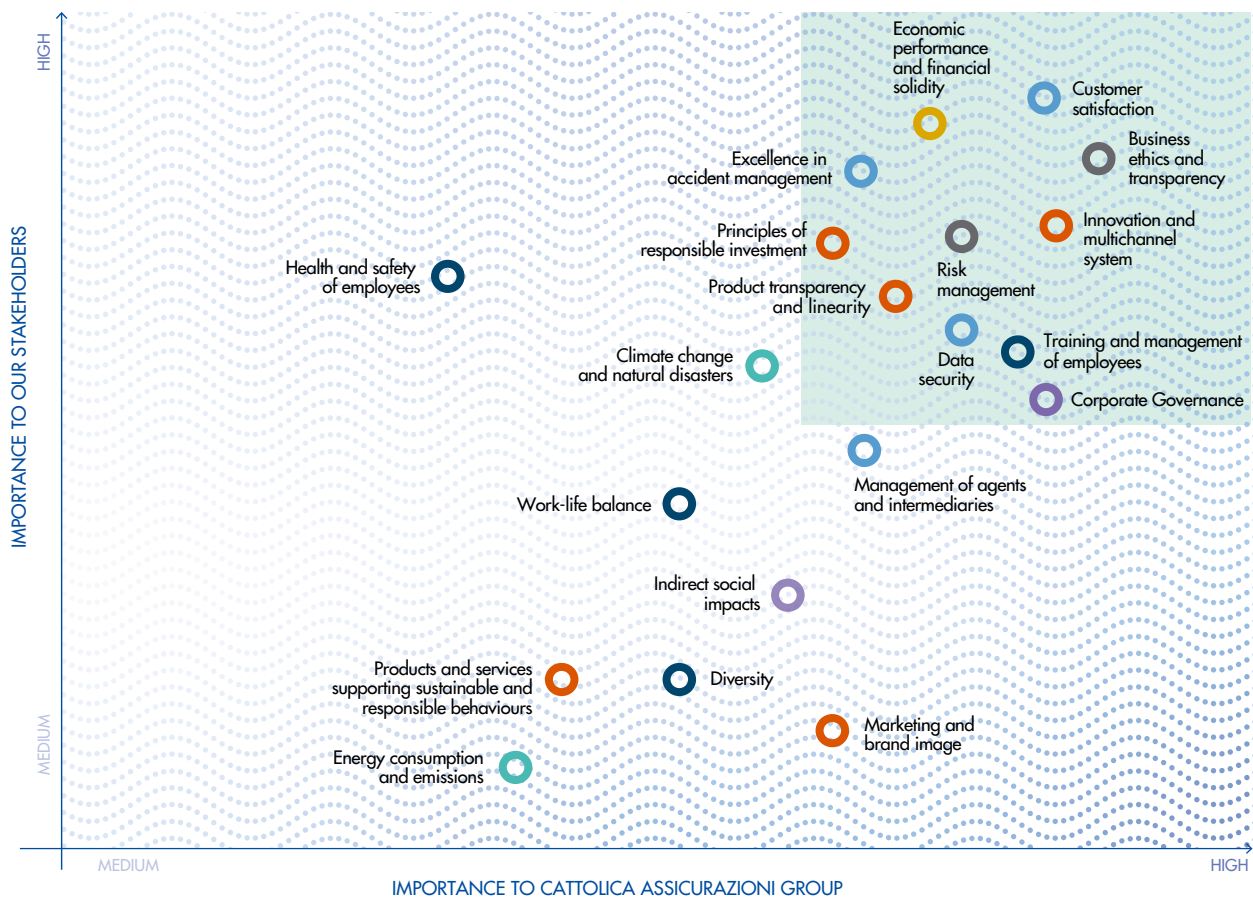 HIGH
IMPORTANCE TO OUR STAKEHOLDERS
MEDIUM
Economic
performance
and financial
solidity
Customer
satisfaction
Business
ethics and
transparency
Excellence in
accident management
Principles of
responsible investment
Innovation and
multichannel
system
Risk
management
Health and safety
of employees
Product transparency
and linearity
Climate change
and natural disasters
Data
security
Training and management
of employees
Corporate Governance
Management of agents
and intermediaries
Work-life balance
Indirect social
impacts
Products and services
supporting sustainable and
responsible behaviours
Diversity
Marketing and
brand image
Energy consumption
and emissions
MEDIUM
HIGH
IMPORTANCE TO CATTOLICA ASSICURAZIONI GROUP